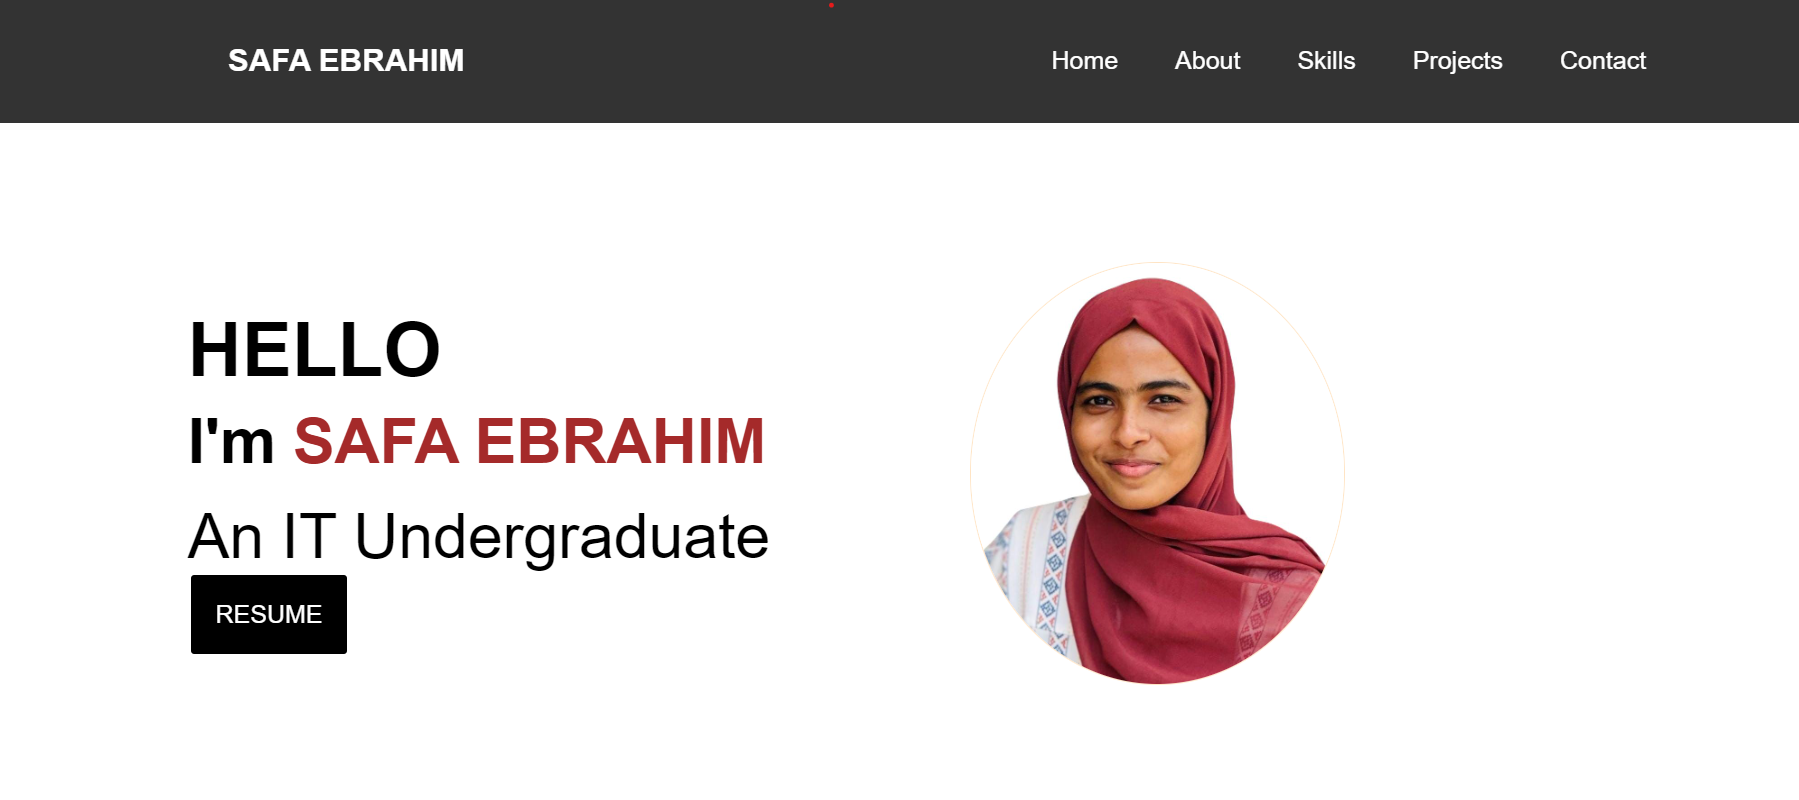 SAFA EBRAHIM
Home About Skills Projects Contact
HELLO
I'm SAFA EBRAHIM
An IT Undergraduate
RESUME